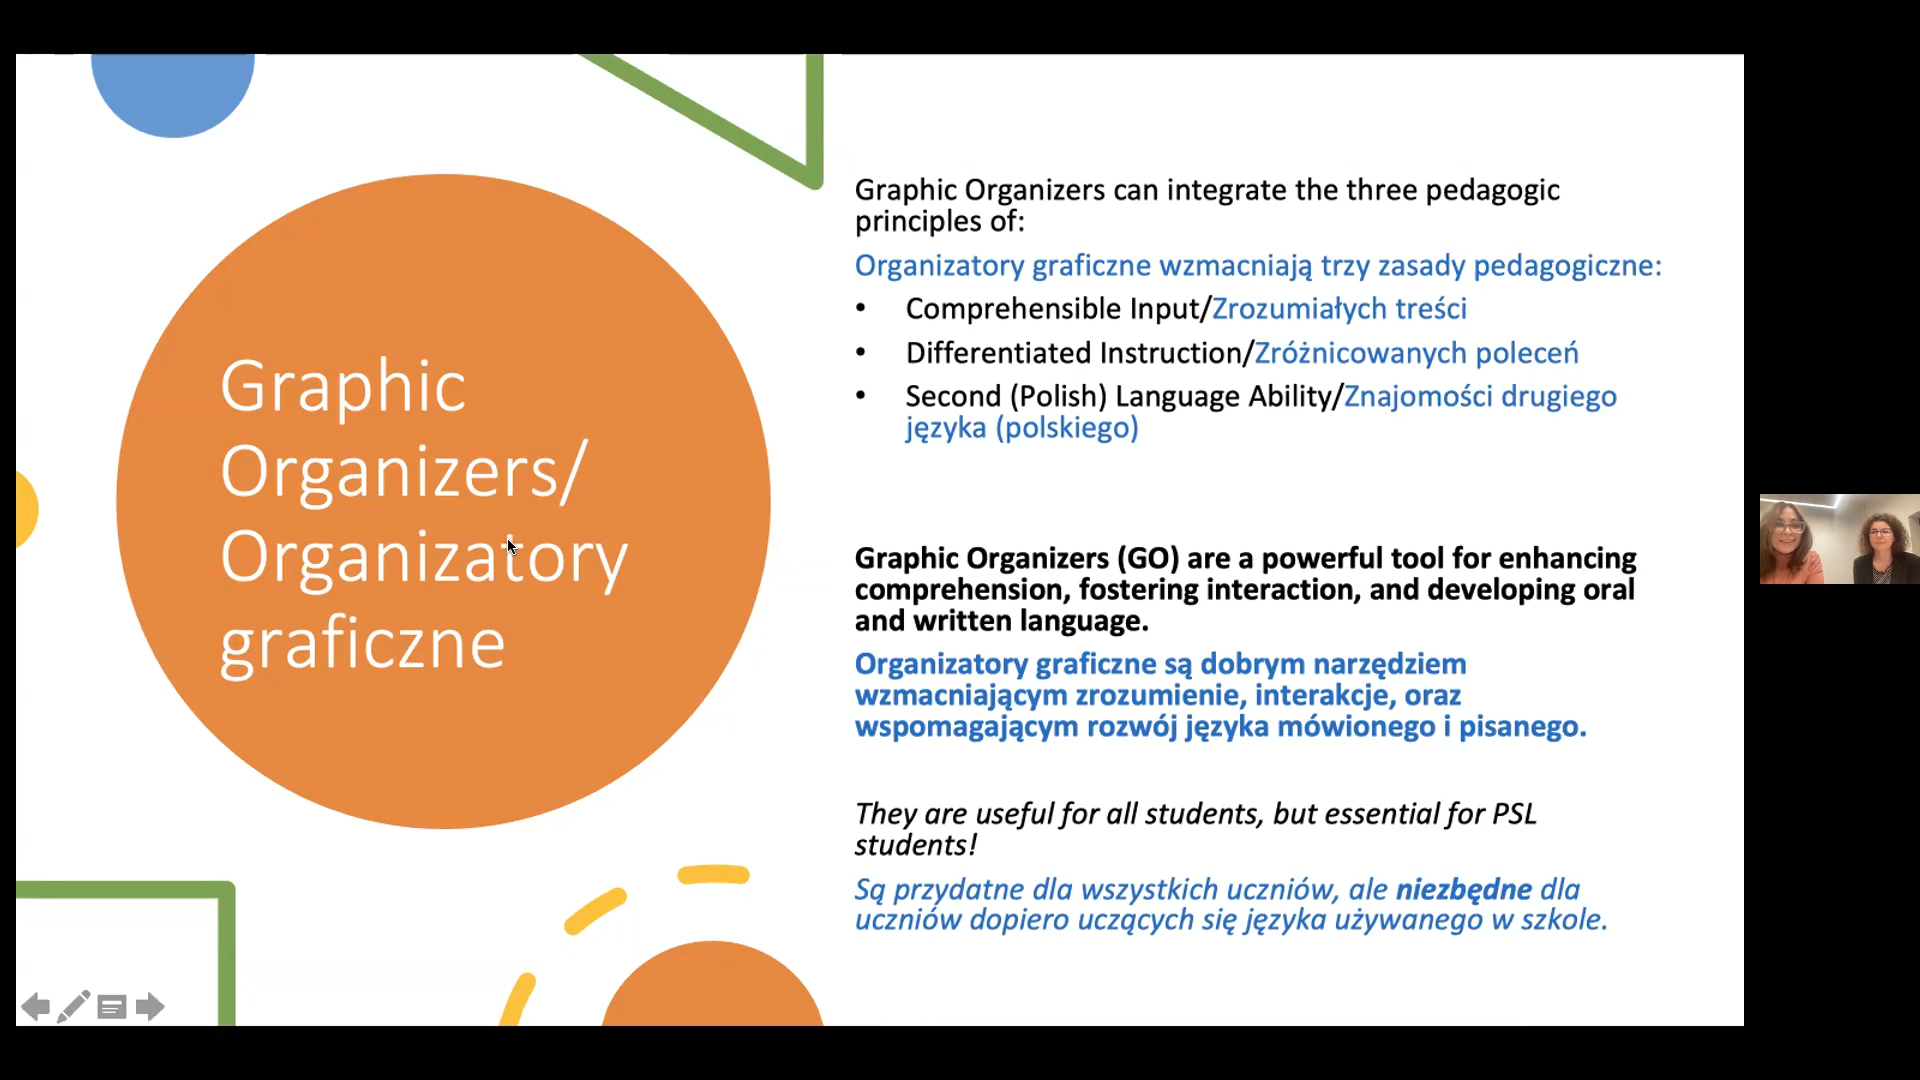 Graphic
Organizers/
Organizatory
graficzne
Graphic Organizers can integrate the three pedagogic
principles of:
Organizatory graficzne wzmacniają trzy zasady pedagogiczne:
• Comprehensible Input/Zrozumiałych treści
• Differentiated Instruction/Zróżnicowanych poleceń
• Second (Polish) Language Ability/Znajomości drugiego
języka (polskiego)
Graphic Organizers (GO) are a powerful tool for enhancing
comprehension, fostering interaction, and developing oral
and written language.
Organizatory graficzne są dobrym narzędziem
wzmacniającym zrozumienie, interakcje, oraz
wspomagającym rozwój języka mówionego i pisanego.
They are useful for all students, but essential for PSL
students!
Są przydatne dla wszystkich uczniów, ale niezbędne dla
uczniów dopiero uczących się języka używanego w szkole.